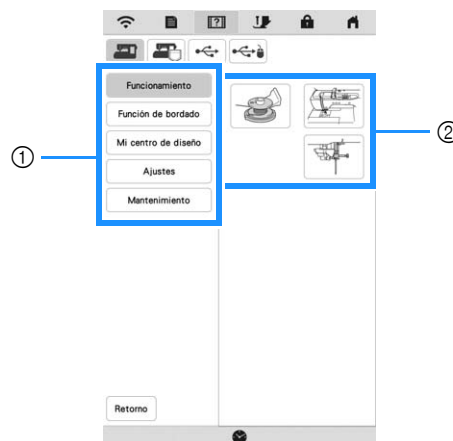 ?
Funcionamiento
Función de bordado
① Mi centro de diseño ②
Ajustes
Mantenimiento
Retorno